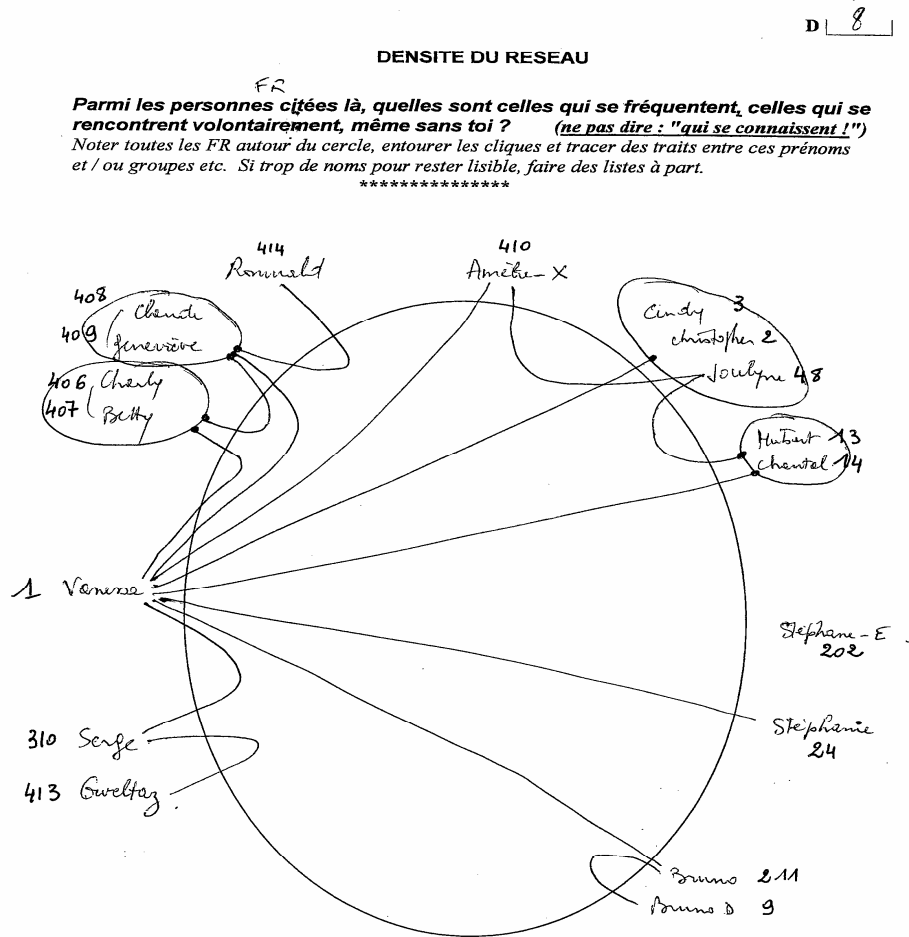 D 8
DENSITE DU RESEAU
FR
Parmi les personnes citées là, quelles sont celles qui se fréquentent, celles qui se
rencontrent volontairement, même sans toi ? (ne pas dire : "qui se connaissent !")
Noter toutes les FR autour du cercle, entourer les cliques et tracer des traits entre ces prénoms
et / ou groupes etc. Si trop de noms pour rester lisible, faire des listes à part.
***************
414
Romuald
410
Amélie-X
408 Claude
409 Geneviève
406 Charly
407 Betty
Cindy 3
Christopher 2
Joulyne 48
Hubert 13
Chantal 14
1 Vanessa
Stéphane-E
202
Stéphanie
24
310 Serge
413 Gweltaz
Bruno 211
Bruno D 9